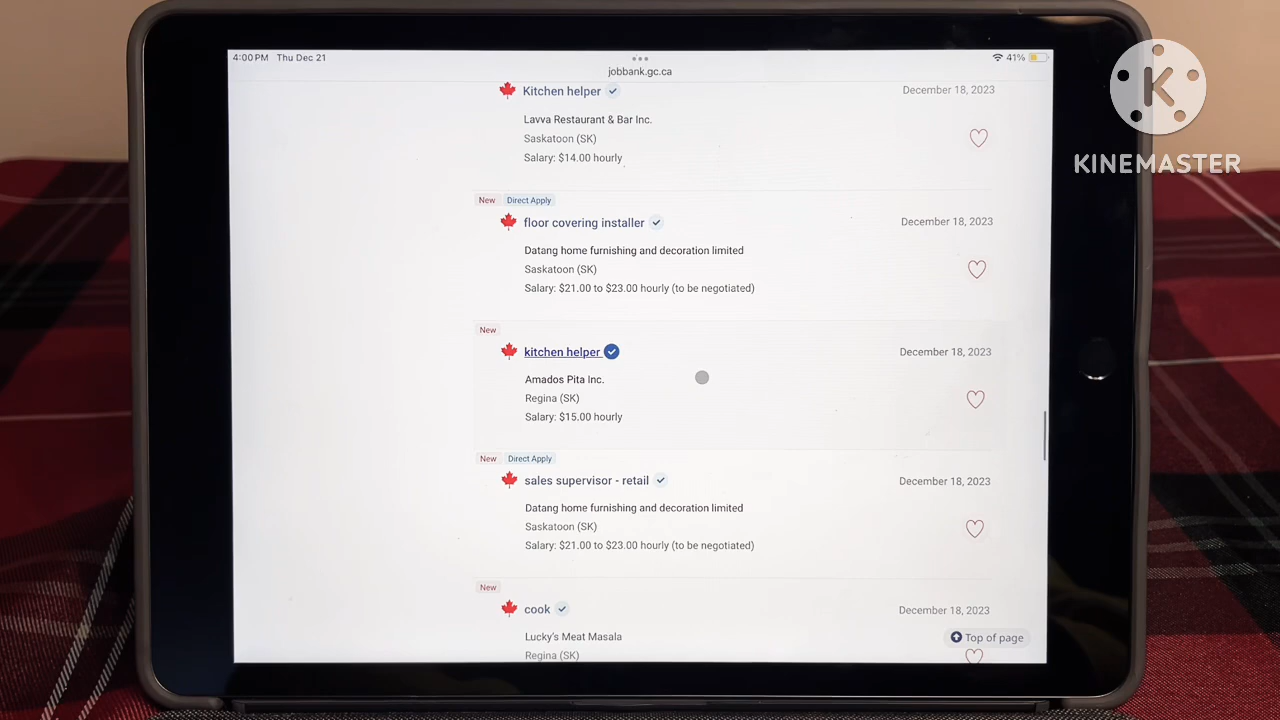 4:00 PM Thu Dec 21
41%
jobbank.gc.ca
KINEMASTER
Kitchen helper
December 18, 2023
Lavva Restaurant & Bar Inc.
Saskatoon (SK)
Salary: $14.00 hourly
New Direct Apply
floor covering installer
December 18, 2023
Datang home furnishing and decoration limited
Saskatoon (SK)
Salary: $21.00 to $23.00 hourly (to be negotiated)
New
kitchen helper
December 18, 2023
Amados Pita Inc.
Regina (SK)
Salary: $15.00 hourly
New Direct Apply
sales supervisor - retail
December 18, 2023
Datang home furnishing and decoration limited
Saskatoon (SK)
Salary: $21.00 to $23.00 hourly (to be negotiated)
New
cook
December 18, 2023
Lucky's Meat Masala
Regina (SK)
Top of page